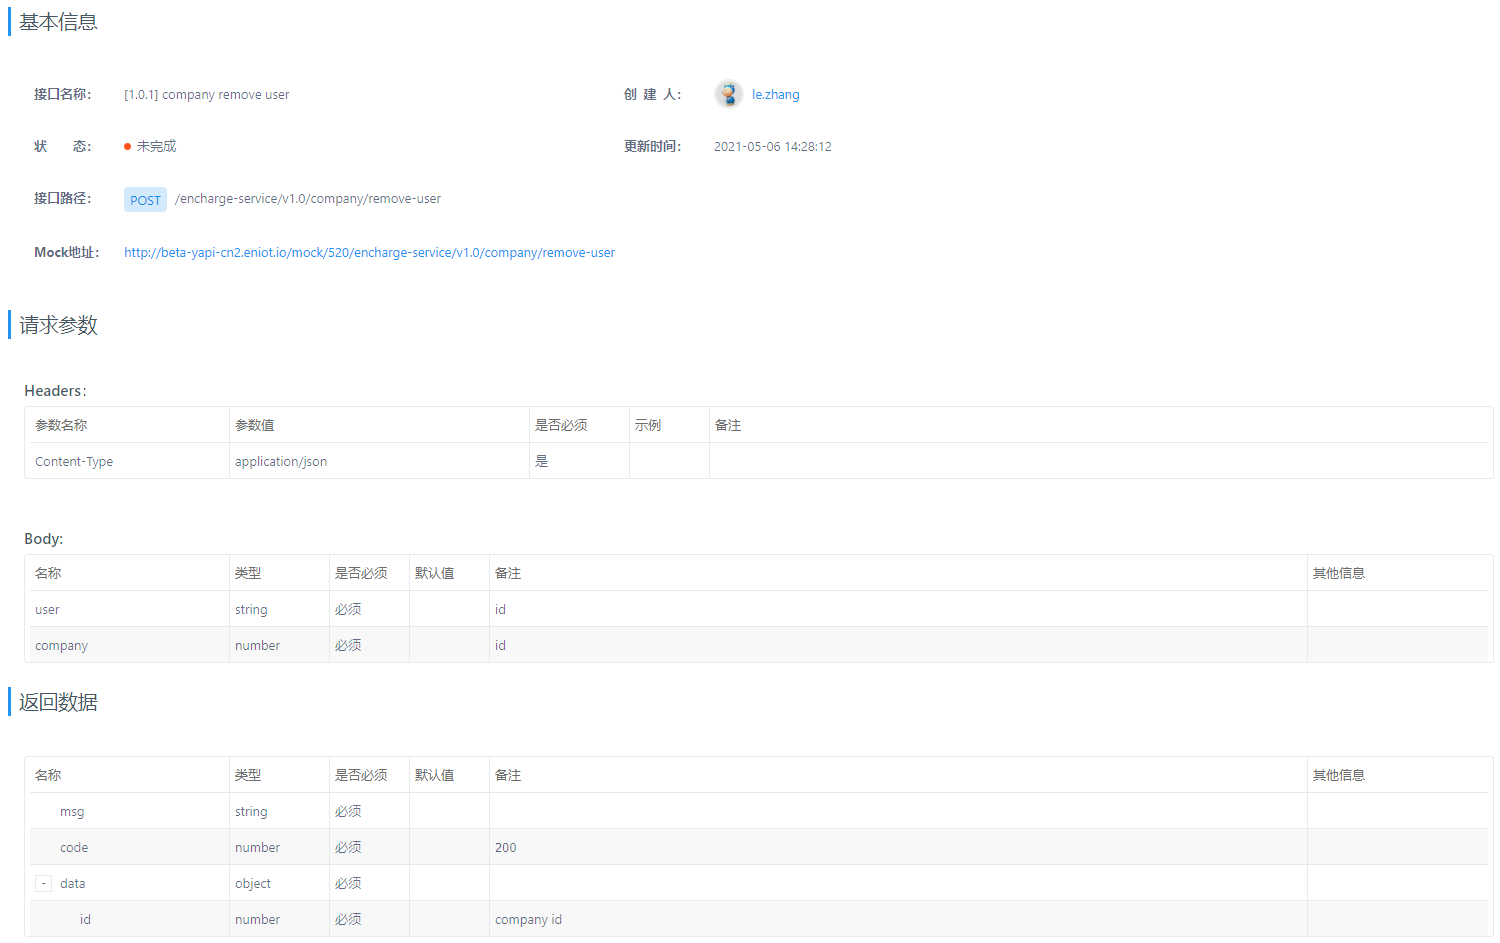 基本信息
接口名称： [1.0.1] company remove user 创 建 人： le.zhang
状 态： 未完成 更新时间： 2021-05-06 14:28:12
接口路径： POST /encharge-service/v1.0/company/remove-user
Mock地址： http://beta-yapi-cn2.eniot.io/mock/520/encharge-service/v1.0/company/remove-user
请求参数
Headers：
参数名称 参数值 是否必须 示例 备注
Content-Type application/json 是
Body:
名称 类型 是否必须 默认值 备注 其他信息
user string 必须 id
company number 必须 id
返回数据
名称 类型 是否必须 默认值 备注 其他信息
msg string 必须
code number 必须 200
- data object 必须
id number 必须 company id